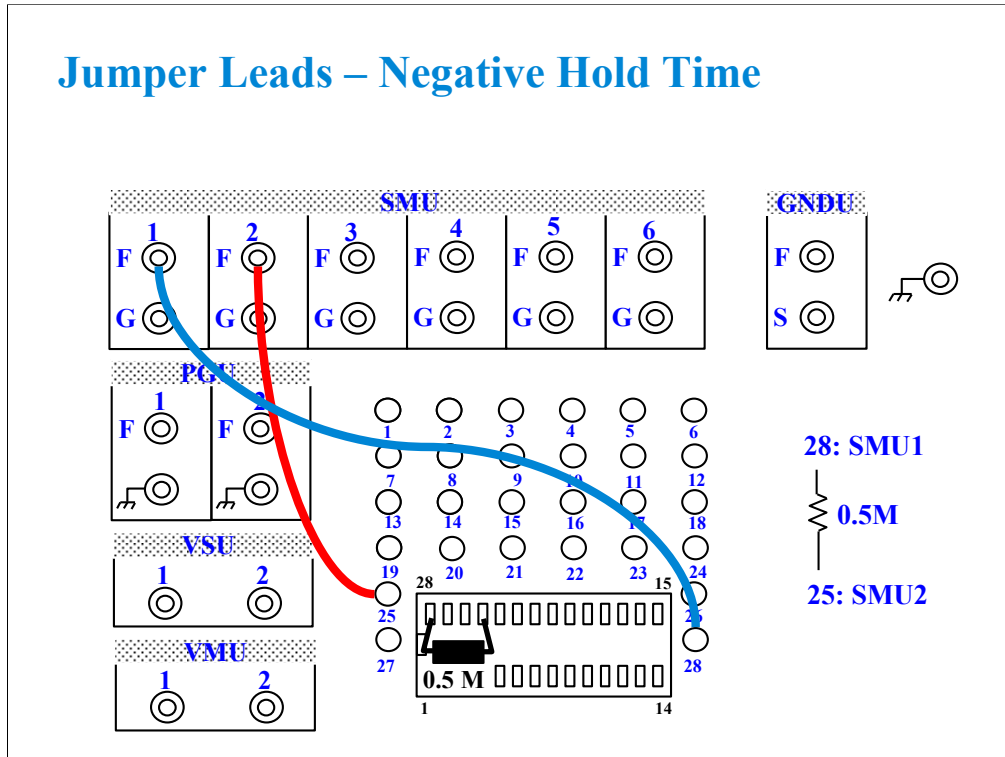 Jumper Leads – Negative Hold Time
SMU
GNDU
1 2 3 4 5 6
F F F F F F F
G G G G G G S
PGU
1 2
F F
1 2 3 4 5 6
7 8 9 10 11 12
28: SMU1
13 14 15 16 17 18
0.5M
VSU
19 20 21 22 23 24
1 2
28 15
25 26
25: SMU2
VMU
27 28
1 2
0.5 M
1 14